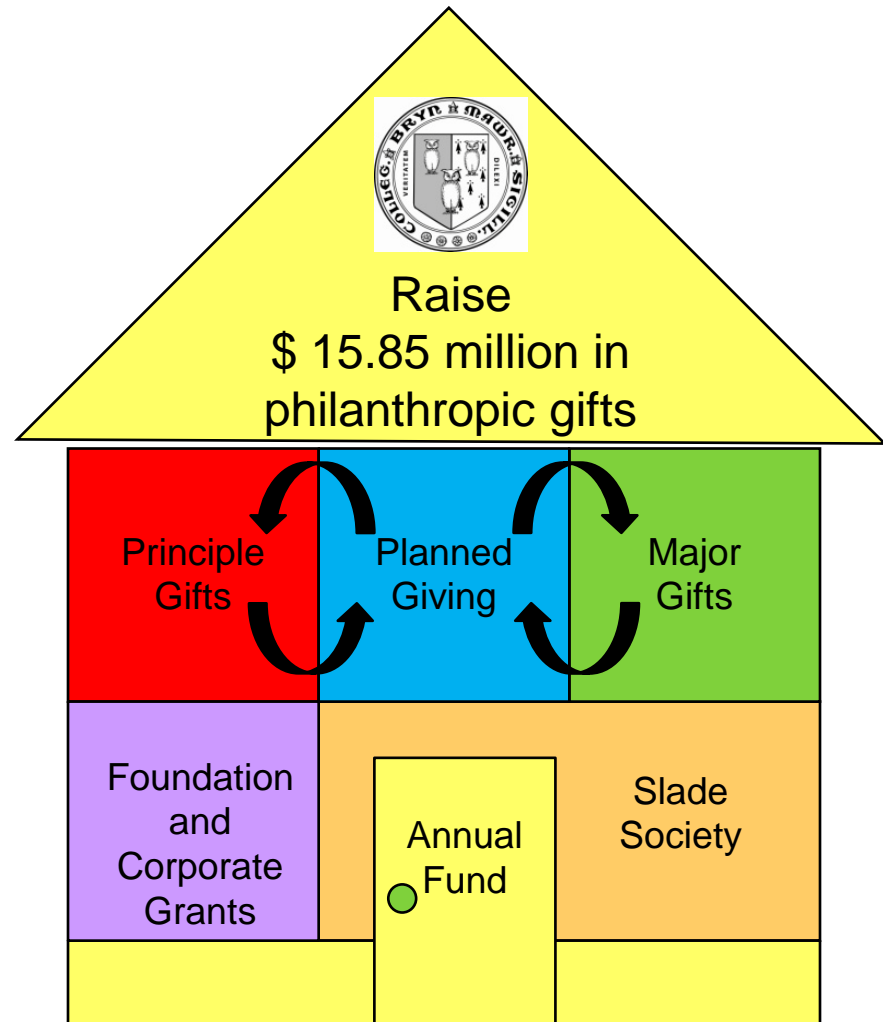 COLLEG. BRYN MAWR. SIGILL.
VERITATEM
DILEXI
Raise
$ 15.85 million in
philanthropic gifts
Principle
Gifts
Planned
Giving
Major
Gifts
Foundation
and
Corporate
Grants
Annual
Fund
Slade
Society